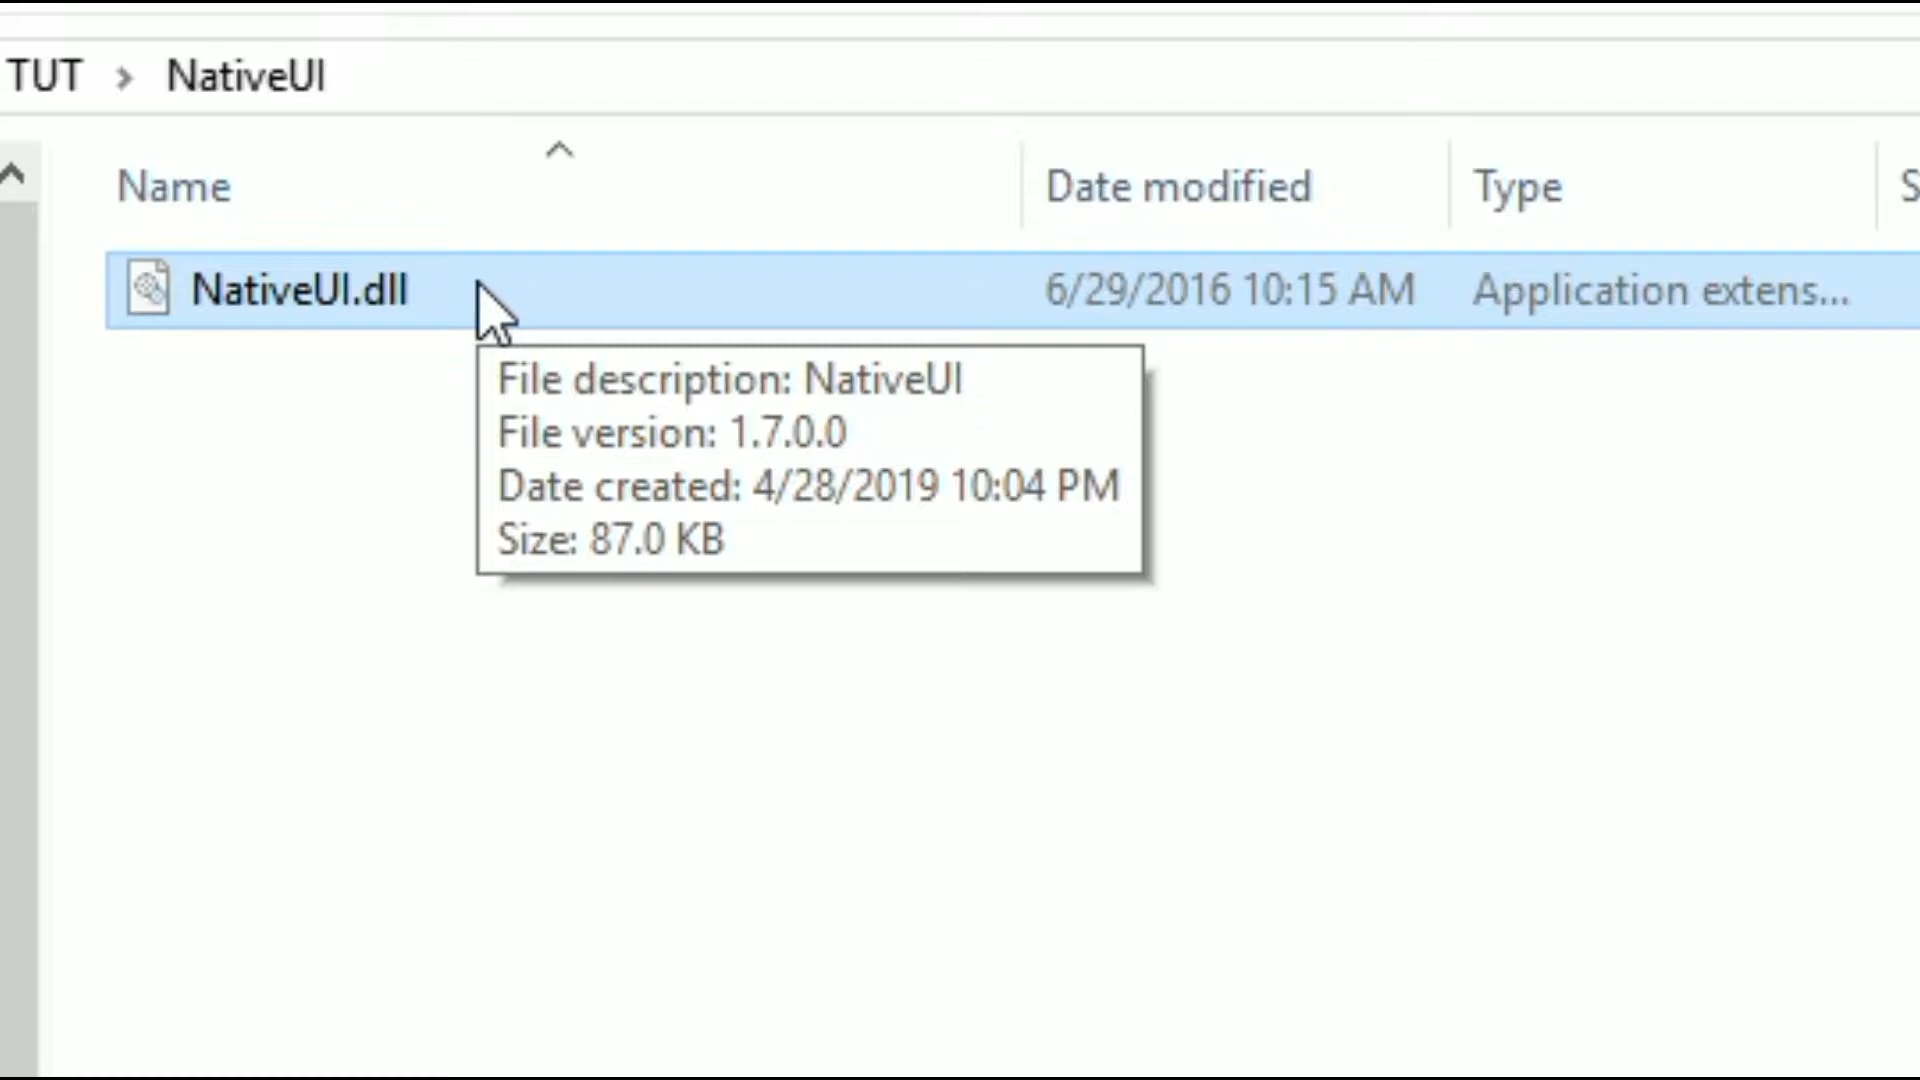 TUT > NativeUI
Name Date modified Type S
NativeUI.dll 6/29/2016 10:15 AM Application extens...
File description: NativeUI
File version: 1.7.0.0
Date created: 4/28/2019 10:04 PM
Size: 87.0 KB